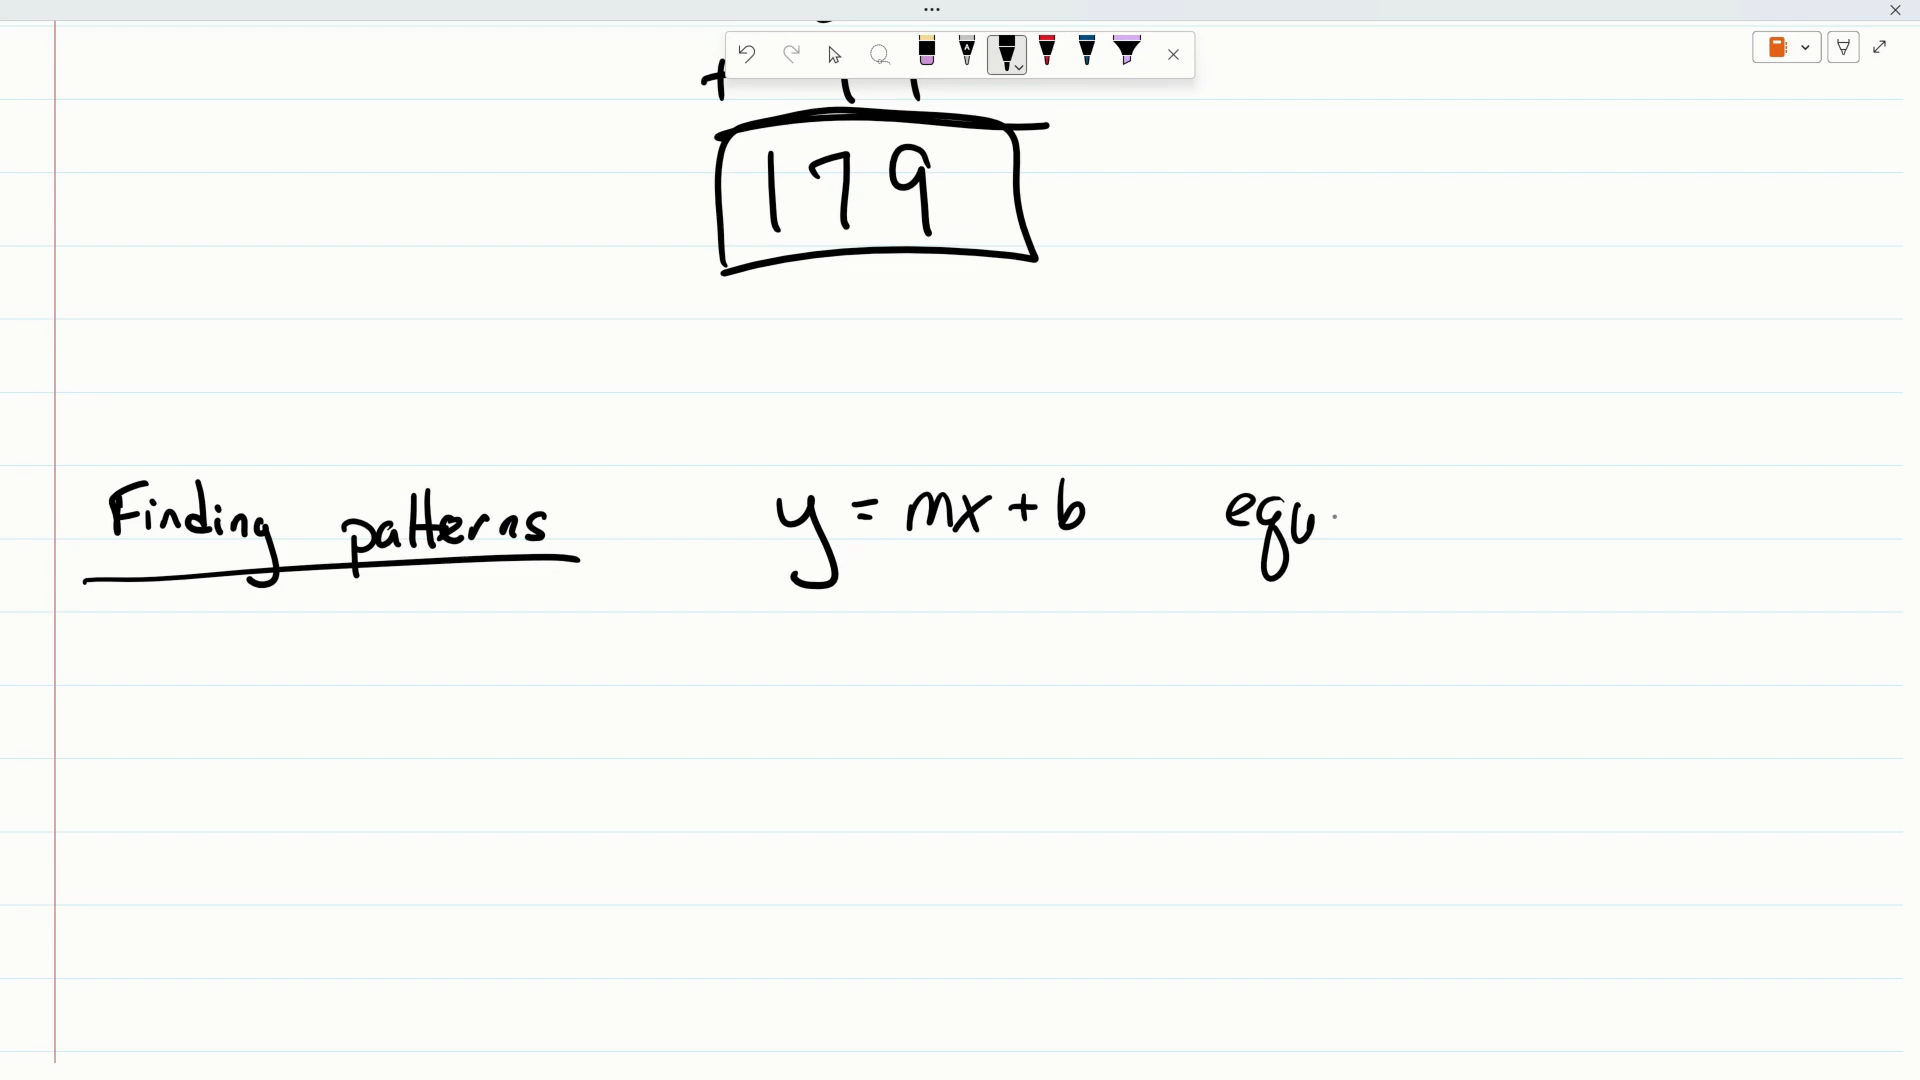 +
179
Finding patterns y = mx + b equ